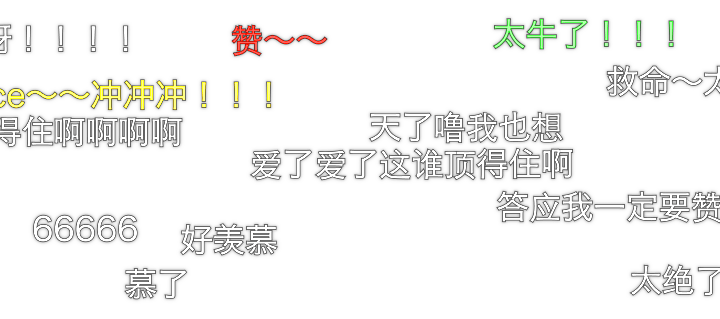 呀！！！！
赞～～
太牛了！！！
救命～太
ce～～冲冲冲！！！
得住啊啊啊啊
天了噜我也想
爱了爱了这谁顶得住啊
答应我一定要赞
66666
好羡慕
慕了
太绝了